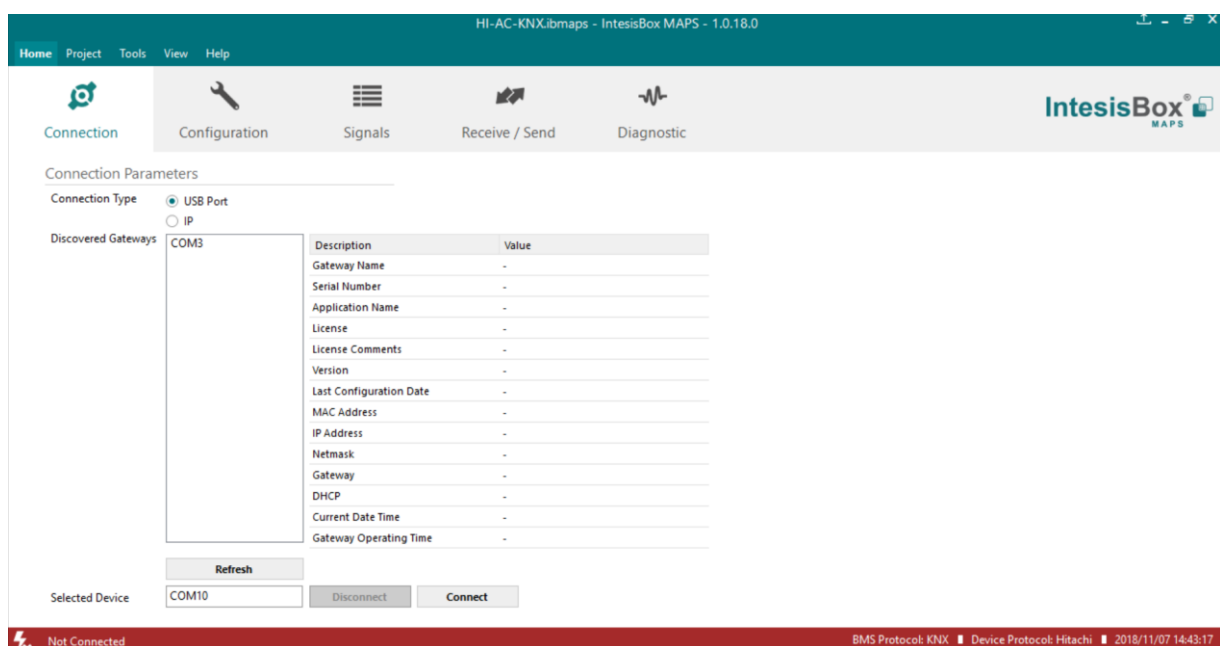 HI-AC-KNX.ibmaps - IntesisBox MAPS - 1.0.18.0
Home Project Tools View Help
Connection Configuration Signals Receive / Send Diagnostic
IntesisBox® MAPS
Connection Parameters
Connection Type USB Port
IP
Discovered Gateways COM3
Description Value
Gateway Name -
Serial Number -
Application Name -
License -
License Comments -
Version -
Last Configuration Date -
MAC Address -
IP Address -
Netmask -
Gateway -
DHCP -
Current Date Time -
Gateway Operating Time -
Refresh
Selected Device COM10 Disconnect Connect
Not Connected BMS Protocol: KNX Device Protocol: Hitachi 2018/11/07 14:43:17